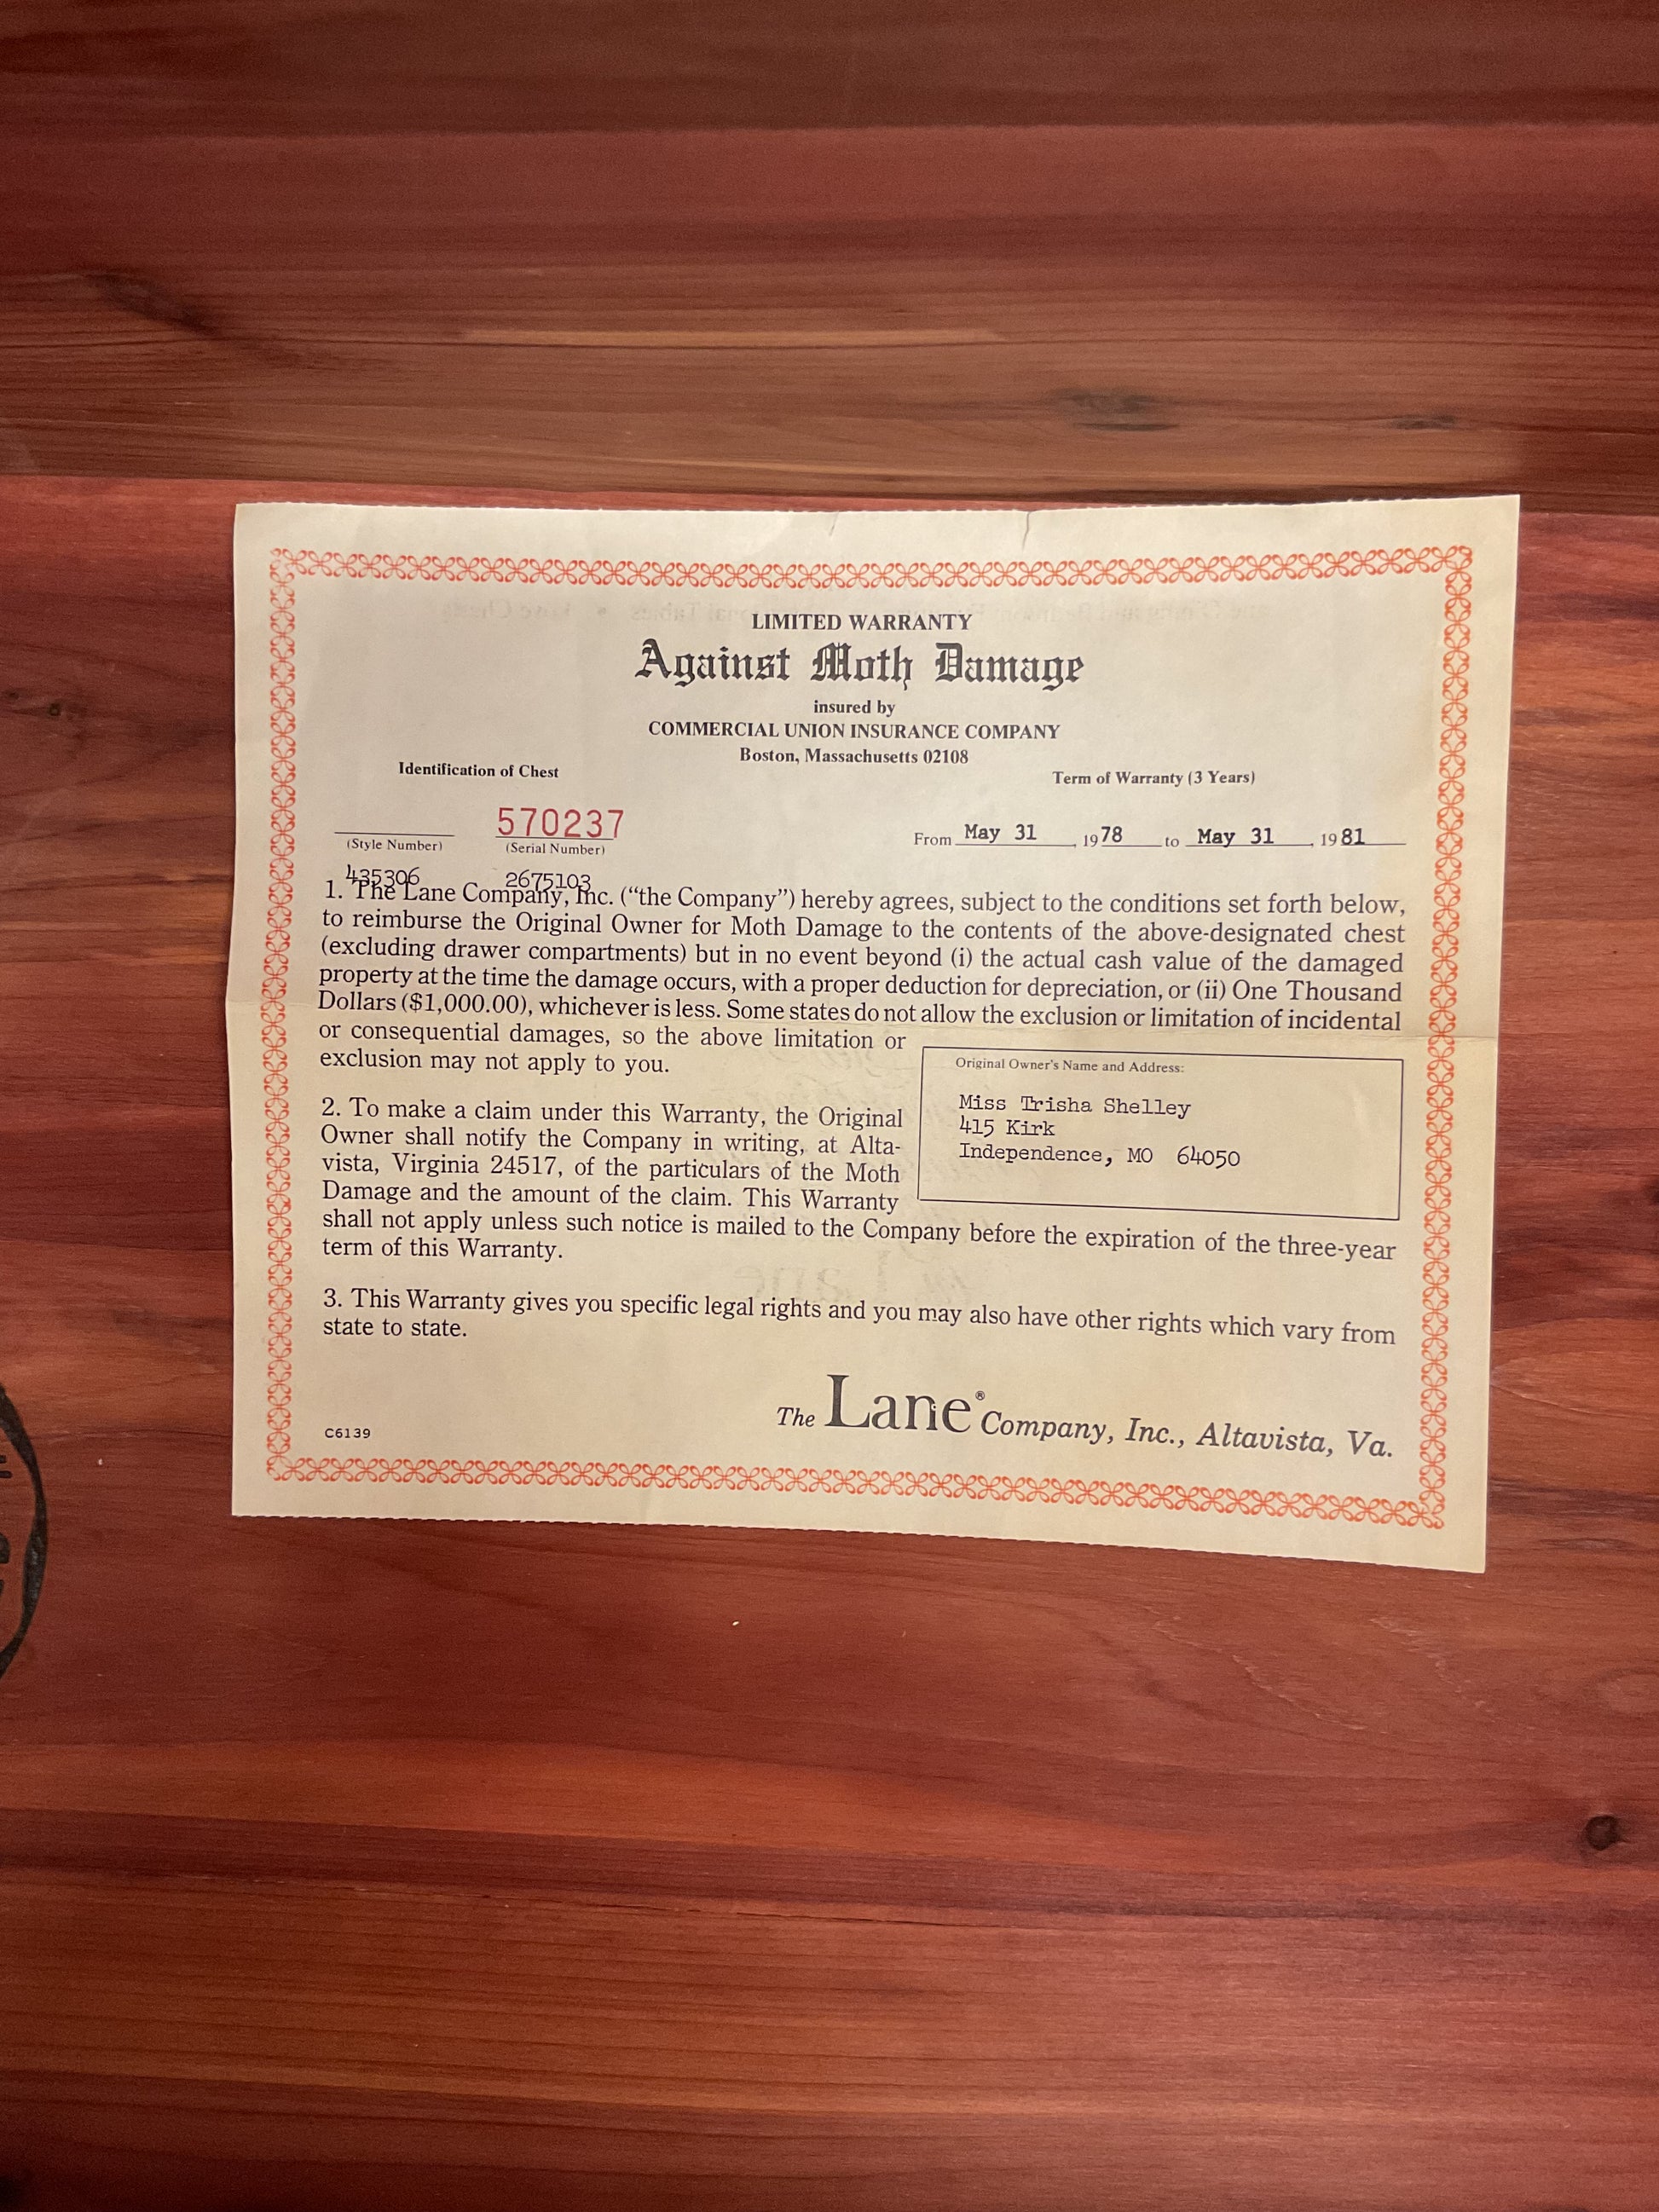 LIMITED WARRANTY
Against Moth Damage
insured by
COMMERCIAL UNION INSURANCE COMPANY
Boston, Massachusetts 02108
Identification of Chest
Term of Warranty (3 Years)
570237
From May 31, 1978 to May 31, 1981
(Style Number) (Serial Number)
435306 2675103
1. The Lane Company, Inc. (“the Company”) hereby agrees, subject to the conditions set forth below,
to reimburse the Original Owner for Moth Damage to the contents of the above-designated chest
(excluding drawer compartments) but in no event beyond (i) the actual cash value of the damaged
property at the time the damage occurs, with a proper deduction for depreciation, or (ii) One Thousand
Dollars ($1,000.00), whichever is less. Some states do not allow the exclusion or limitation of incidental
or consequential damages, so the above limitation or
exclusion may not apply to you.
Original Owner's Name and Address:
Miss Trisha Shelley
415 Kirk
Independence, MO 64050
2. To make a claim under this Warranty, the Original
Owner shall notify the Company in writing, at Alta-
vista, Virginia 24517, of the particulars of the Moth
Damage and the amount of the claim. This Warranty
shall not apply unless such notice is mailed to the Company before the expiration of the three-year
term of this Warranty.
3. This Warranty gives you specific legal rights and you may also have other rights which vary from
state to state.
The Lane® Company, Inc., Altavista, Va.
C6139